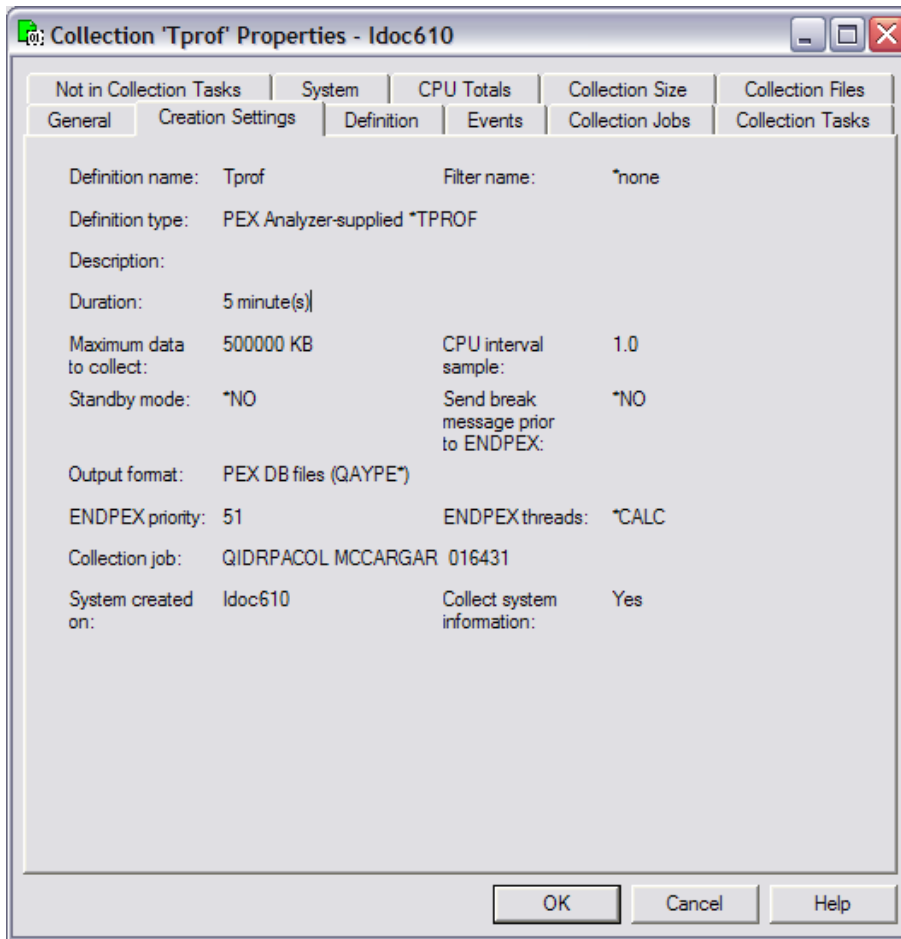 Collection 'Tprof' Properties - Idoc610
Not in Collection Tasks System CPU Totals Collection Size Collection Files
General Creation Settings Definition Events Collection Jobs Collection Tasks
Definition name: Tprof Filter name: *none
Definition type: PEX Analyzer-supplied *TPROF
Description:
Duration: 5 minute(s)
Maximum data 500000 KB CPU interval 1.0
to collect: sample:
Standby mode: *NO Send break *NO
message prior
to ENDPEX:
Output format: PEX DB files (QAYPE*)
ENDPEX priority: 51 ENDPEX threads: *CALC
Collection job: QIDRPACOL MCCARGAR 016431
System created Idoc610 Collect system Yes
on: information:
OK Cancel Help